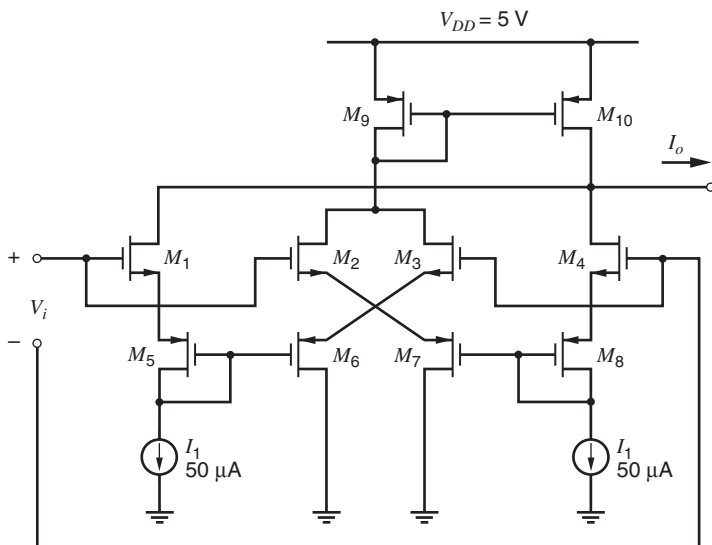 V_DD = 5 V
M_9
M_10
I_o
+
M_1
M_2
M_3
M_4
V_i
−
M_5
M_6
M_7
M_8
I_1
50 μA
I_1
50 μA